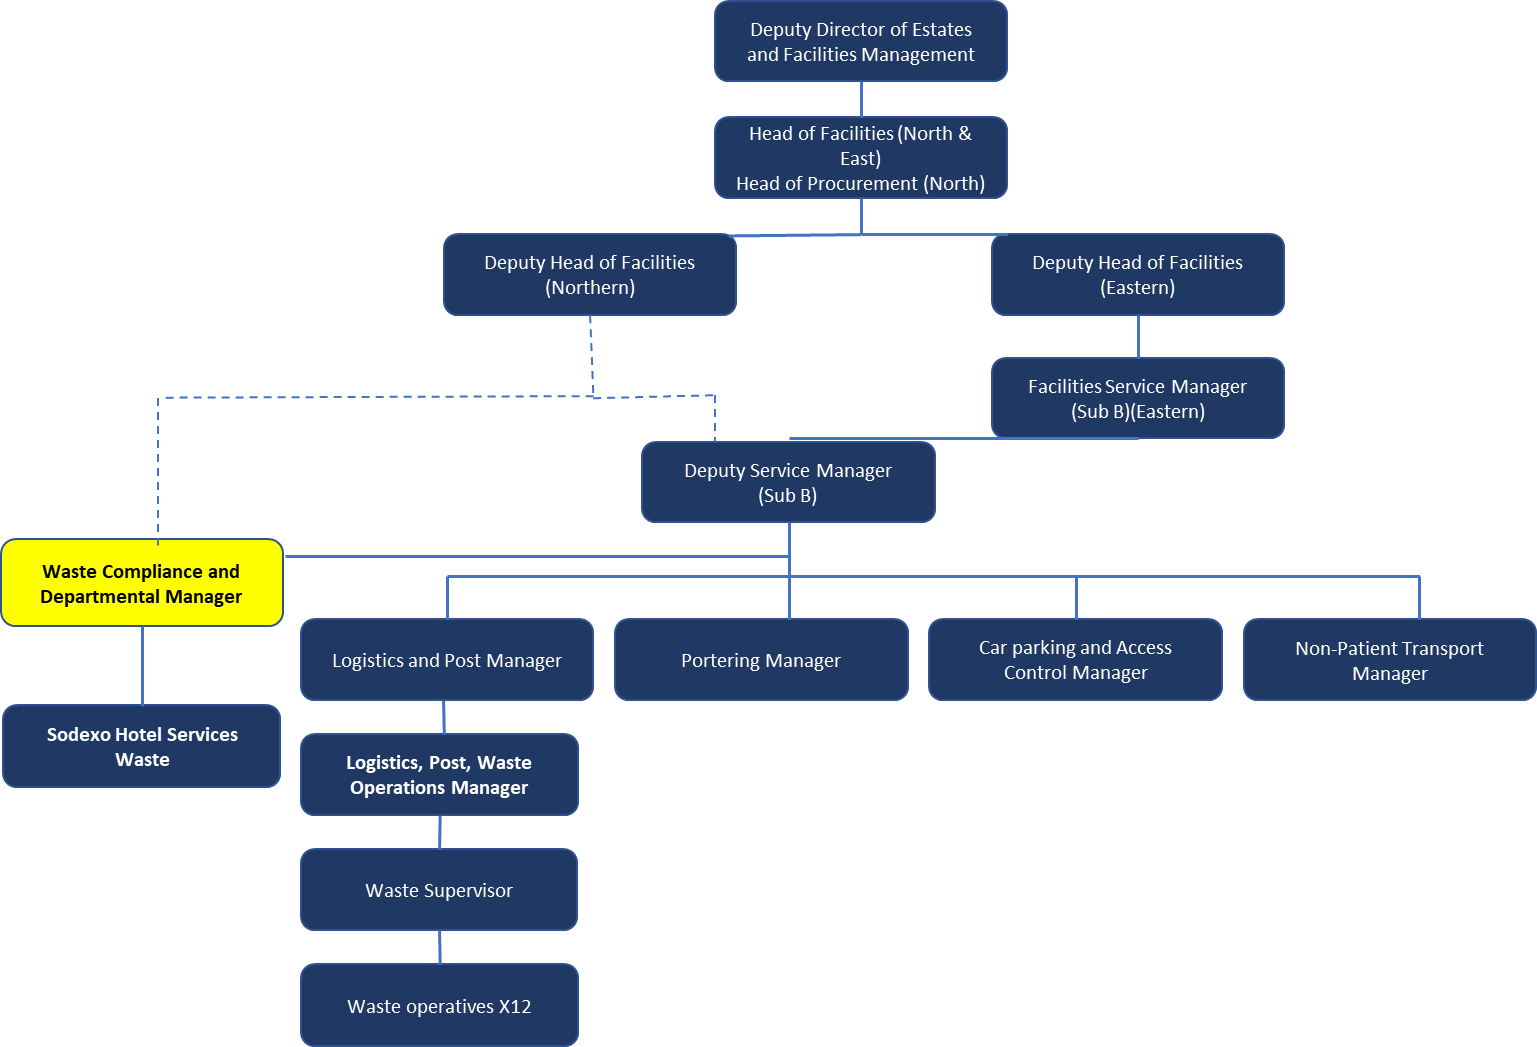 Deputy Director of Estates
and Facilities Management
Head of Facilities (North &
East)
Head of Procurement (North)
Deputy Head of Facilities
(Northern)
Deputy Head of Facilities
(Eastern)
Facilities Service Manager
(Sub B)(Eastern)
Deputy Service Manager
(Sub B)
Waste Compliance and
Departmental Manager
Logistics and Post Manager
Portering Manager
Car parking and Access
Control Manager
Non-Patient Transport
Manager
Sodexo Hotel Services
Waste
Logistics, Post, Waste
Operations Manager
Waste Supervisor
Waste operatives X12